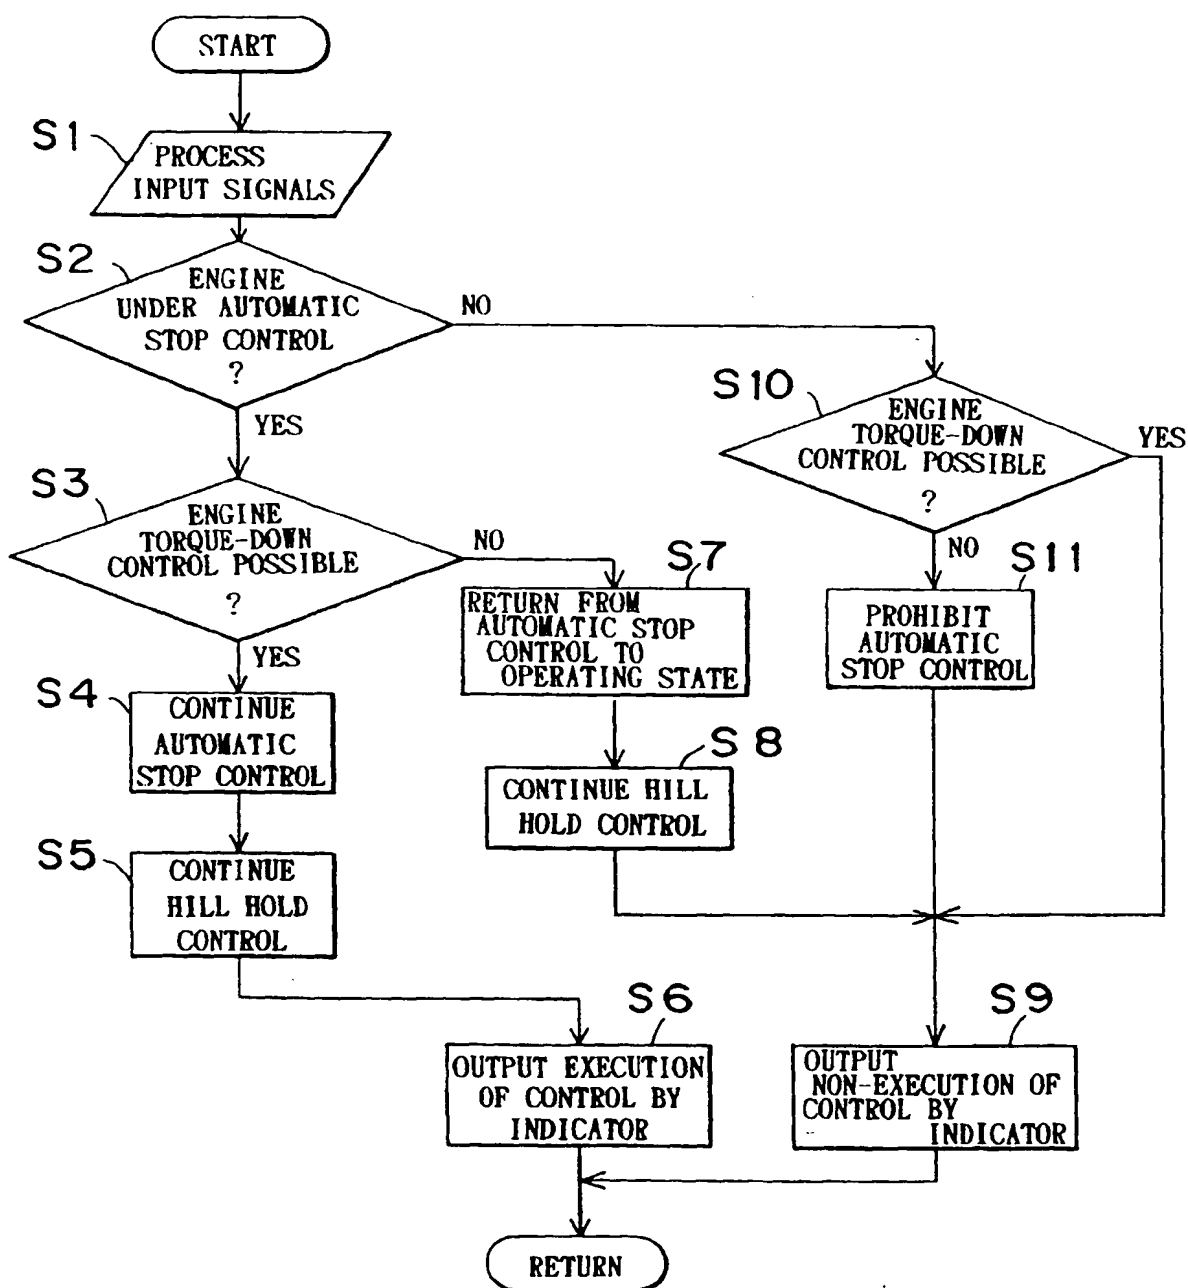 START
S1
PROCESS
INPUT SIGNALS
S2
ENGINE
UNDER AUTOMATIC
STOP CONTROL
?
NO
YES
S10
ENGINE
TORQUE-DOWN
CONTROL POSSIBLE
?
YES
NO
S3
ENGINE
TORQUE-DOWN
CONTROL POSSIBLE
?
NO
YES
S7
RETURN FROM
AUTOMATIC STOP
CONTROL TO
OPERATING STATE
S11
PROHIBIT
AUTOMATIC
STOP CONTROL
S4
CONTINUE
AUTOMATIC
STOP CONTROL
S8
CONTINUE HILL
HOLD CONTROL
S5
CONTINUE
HILL HOLD
CONTROL
S6
OUTPUT EXECUTION
OF CONTROL BY
INDICATOR
S9
OUTPUT
NON-EXECUTION OF
CONTROL BY
INDICATOR
RETURN